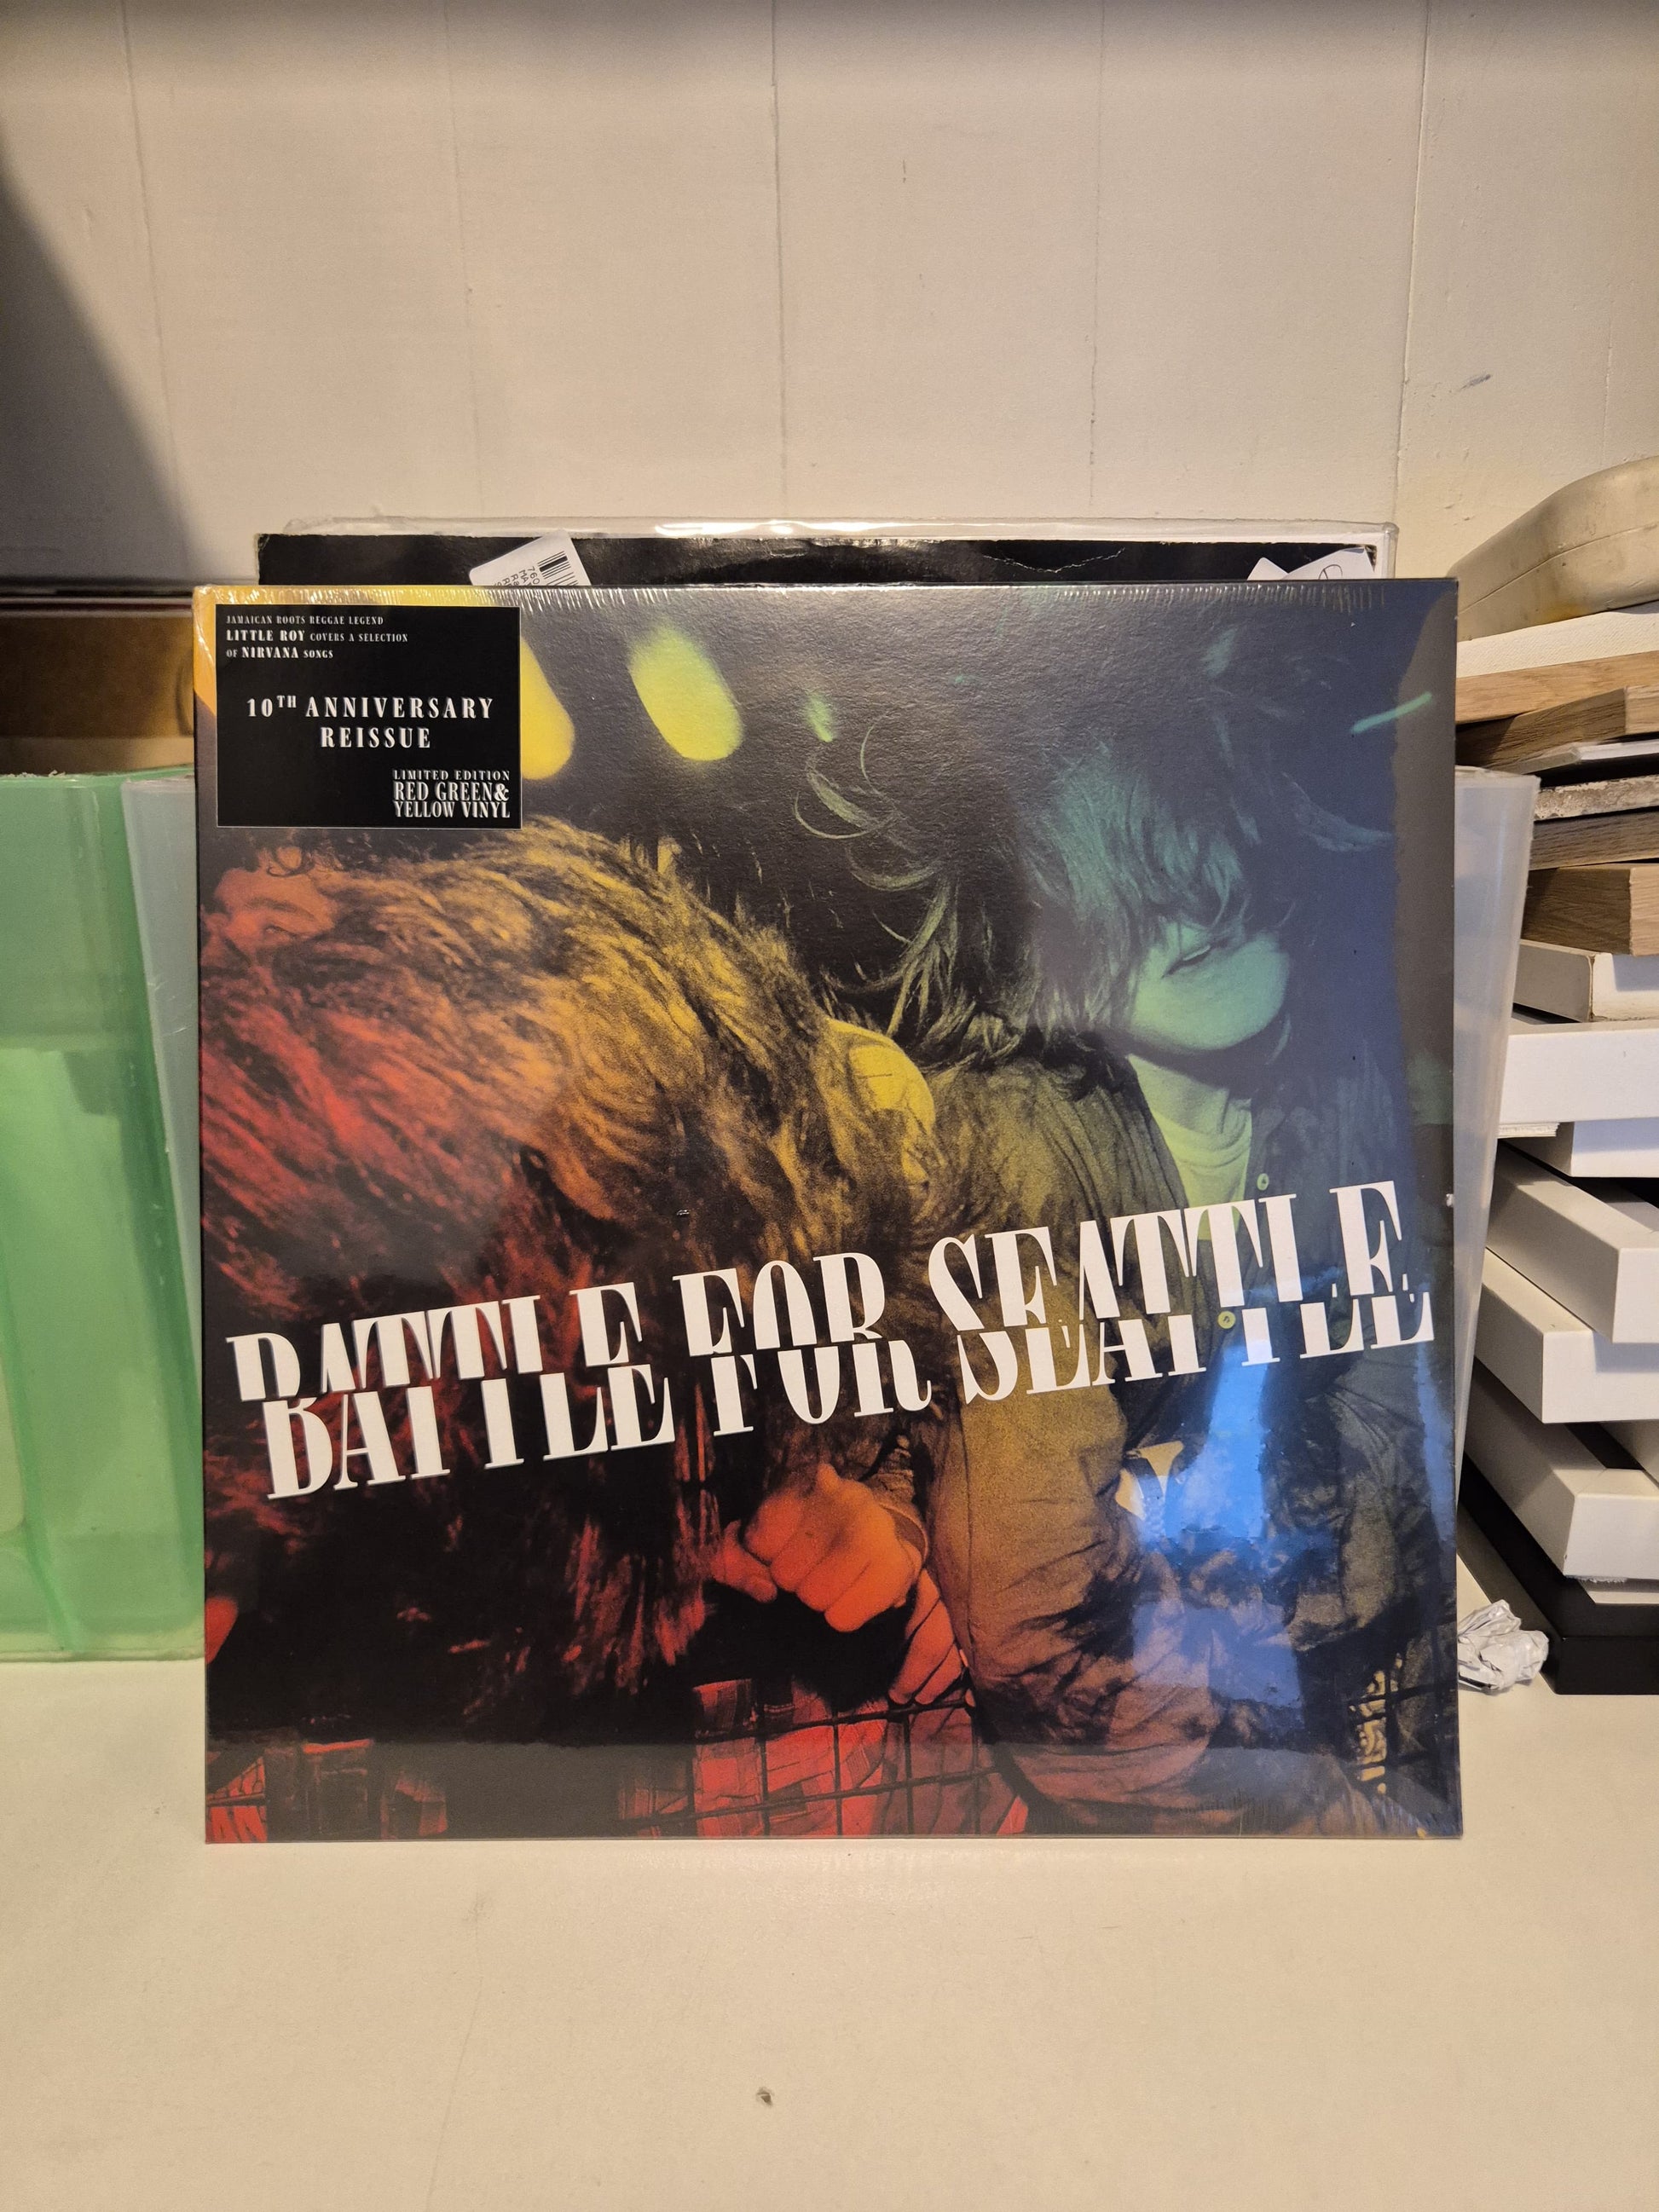 JAMAICAN ROOTS REGGAE LEGEND
LITTLE ROY COVERS A SELECTION
OF NIRVANA SONGS
10TH ANNIVERSARY
REISSUE
LIMITED EDITION
RED GREEN&
YELLOW VINYL
BATTLE FOR SEATTLE